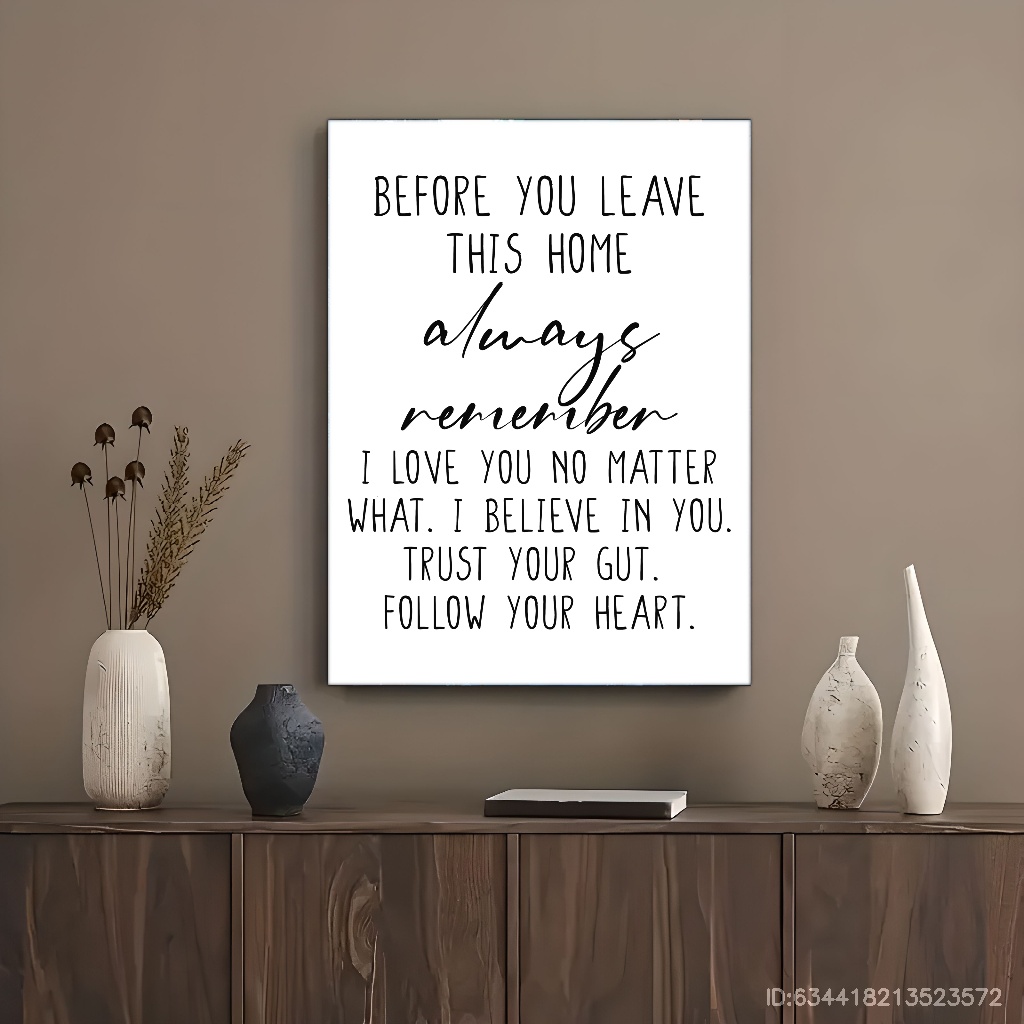 BEFORE YOU LEAVE
THIS HOME
always
remember
I LOVE YOU NO MATTER
WHAT. I BELIEVE IN YOU.
TRUST YOUR GUT.
FOLLOW YOUR HEART.
ID:634418213523572